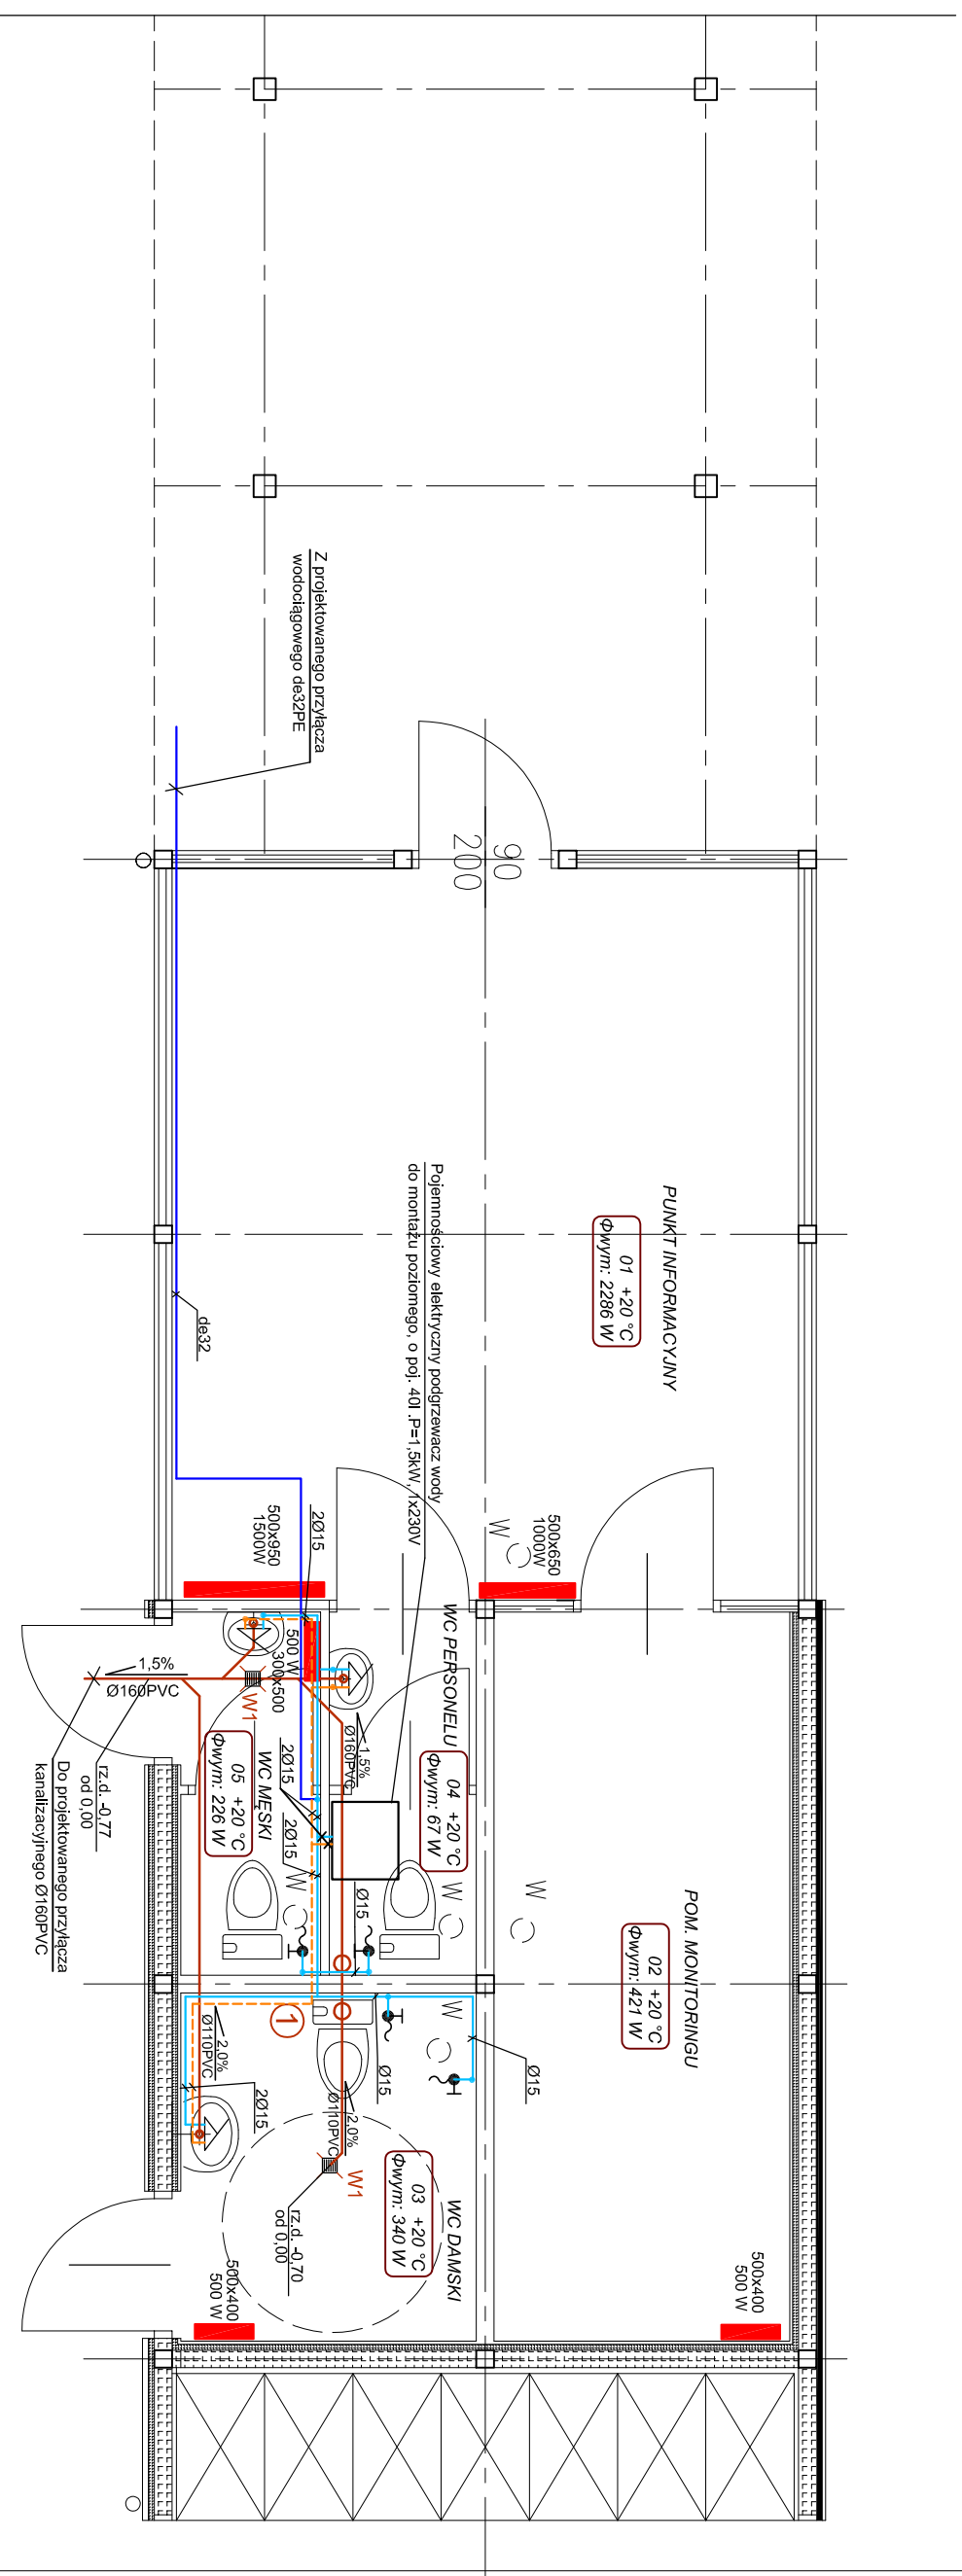 Z projektowanego przyłącza
wodociągowego de32PE
90
200
PUNKT INFORMACYJNY
01 +20 °C
Φwym: 2286 W
de32
Pojemnościowy elektryczny podgrzewacz wody
do montażu poziomego, o poj. 40l .P=1,5kW, 1x230V
2Ø15
500x950
1500W
500x650
1000W
W
WC PERSONELU
04 +20 °C
Φwym: 67 W
300x500
500 W
W1
1,5%
Ø160PVC
1,5%
Ø160PVC
rz.d. -0,77
od 0,00
Do projektowanego przyłącza
kanalizacyjnego Ø160PVC
WC MĘSKI
05 +20 °C
Φwym: 226 W
2Ø15
2Ø15
W
W
W
Ø15
POM. MONITORINGU
02 +20 °C
Φwym: 421 W
1
W
Ø15
Ø15
2,0%
Ø110PVC
2Ø15
2,0%
Ø110PVC
W1
rz.d. -0,70
od 0,00
WC DAMSKI
03 +20 °C
Φwym: 340 W
500x400
500 W
500x400
500 W